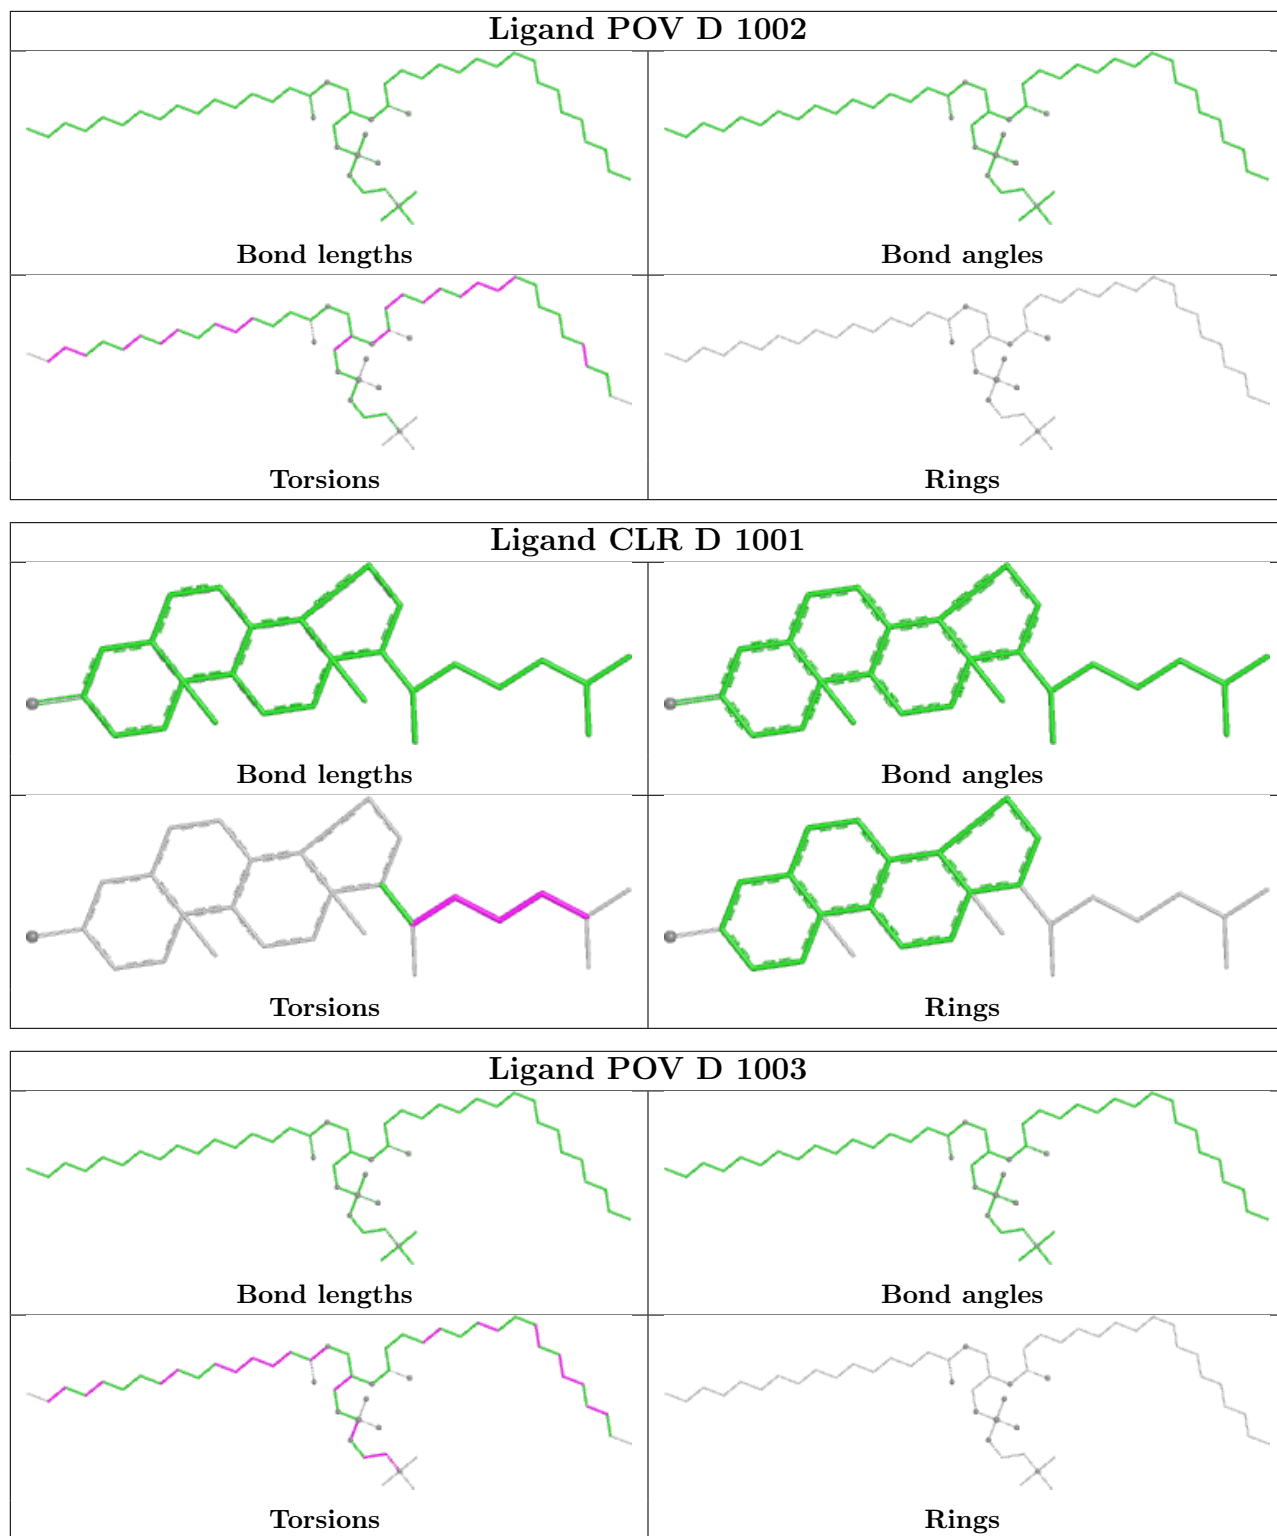 Ligand POV D 1002
Bond lengths
Bond angles
Torsions
Rings
Ligand CLR D 1001
Bond lengths
Bond angles
Torsions
Rings
Ligand POV D 1003
Bond lengths
Bond angles
Torsions
Rings